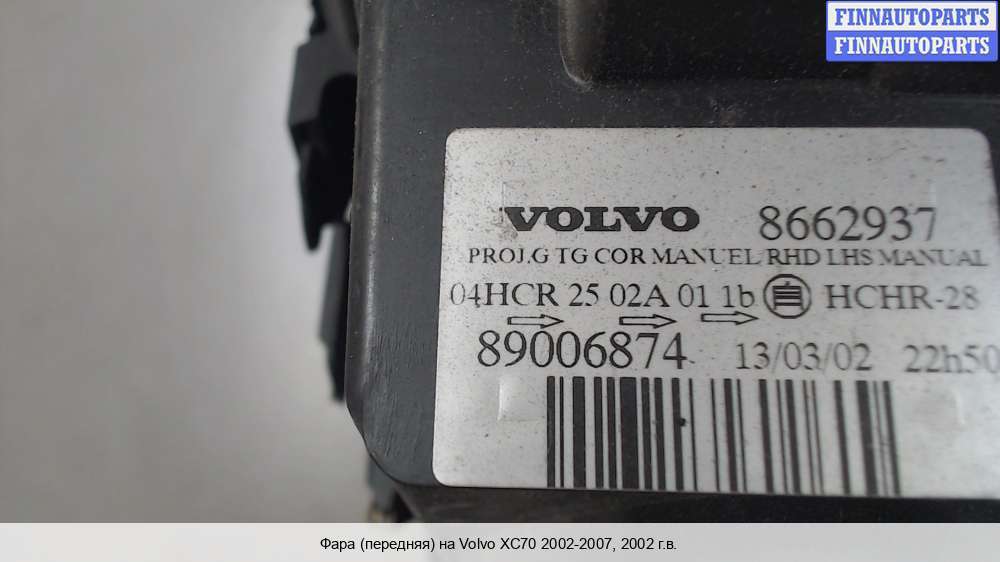 FINNAUTOPARTS
FINNAUTOPARTS
VOLVO 8662937
PROJ.G TG COR MANUEL/RHD LHS MANUAL
04HCR 25 02A 01 1b HCHR-28
89006874 13/03/02 22h50
Фара (передняя) на Volvo XC70 2002-2007, 2002 г.в.